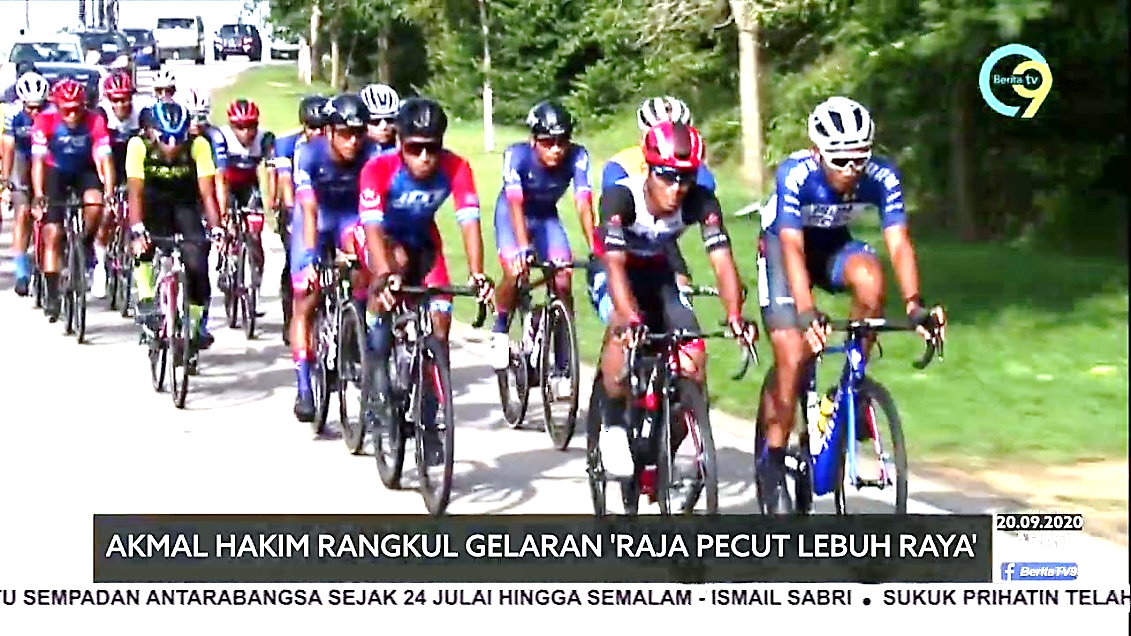 Berita tv
9
AKMAL HAKIM RANGKUL GELARAN 'RAJA PECUT LEBUH RAYA'
20.09.2020
f BeritaTV9
TU SEMPADAN ANTARABANGSA SEJAK 24 JULAI HINGGA SEMALAM - ISMAIL SABRI • SUKUK PRIHATIN TELAH